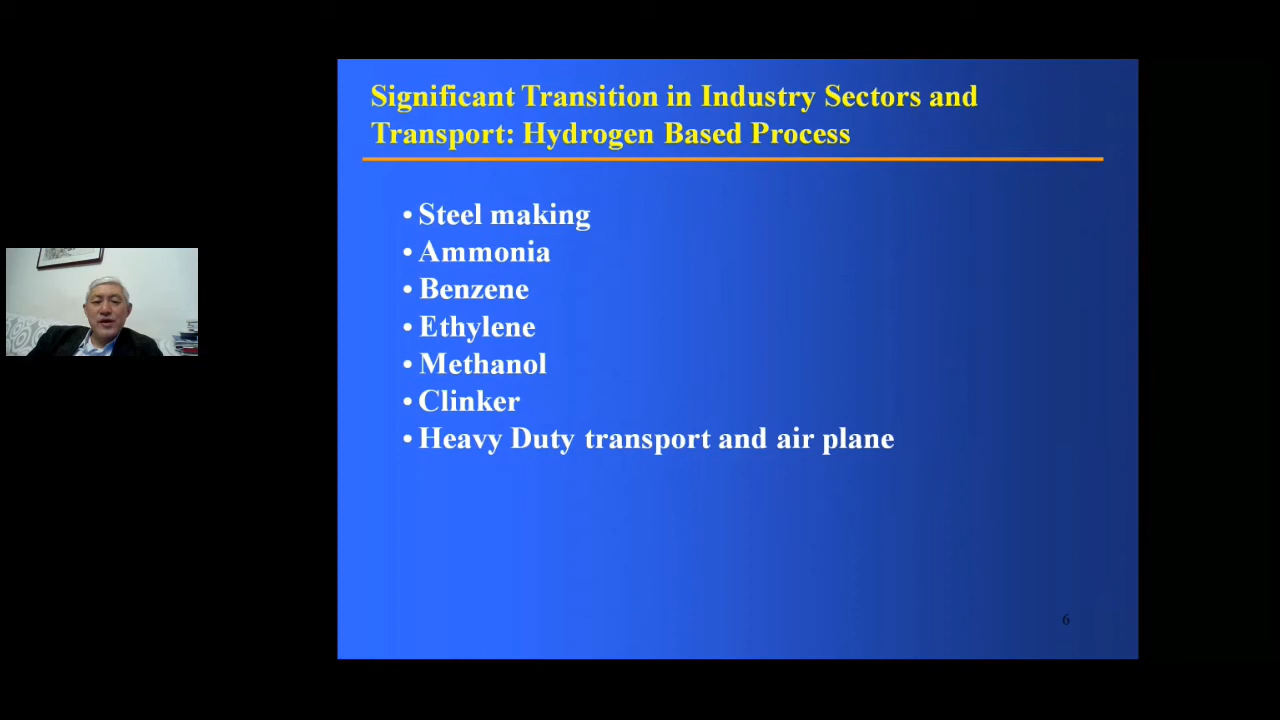 Significant Transition in Industry Sectors and
Transport: Hydrogen Based Process
• Steel making
• Ammonia
• Benzene
• Ethylene
• Methanol
• Clinker
• Heavy Duty transport and air plane
6